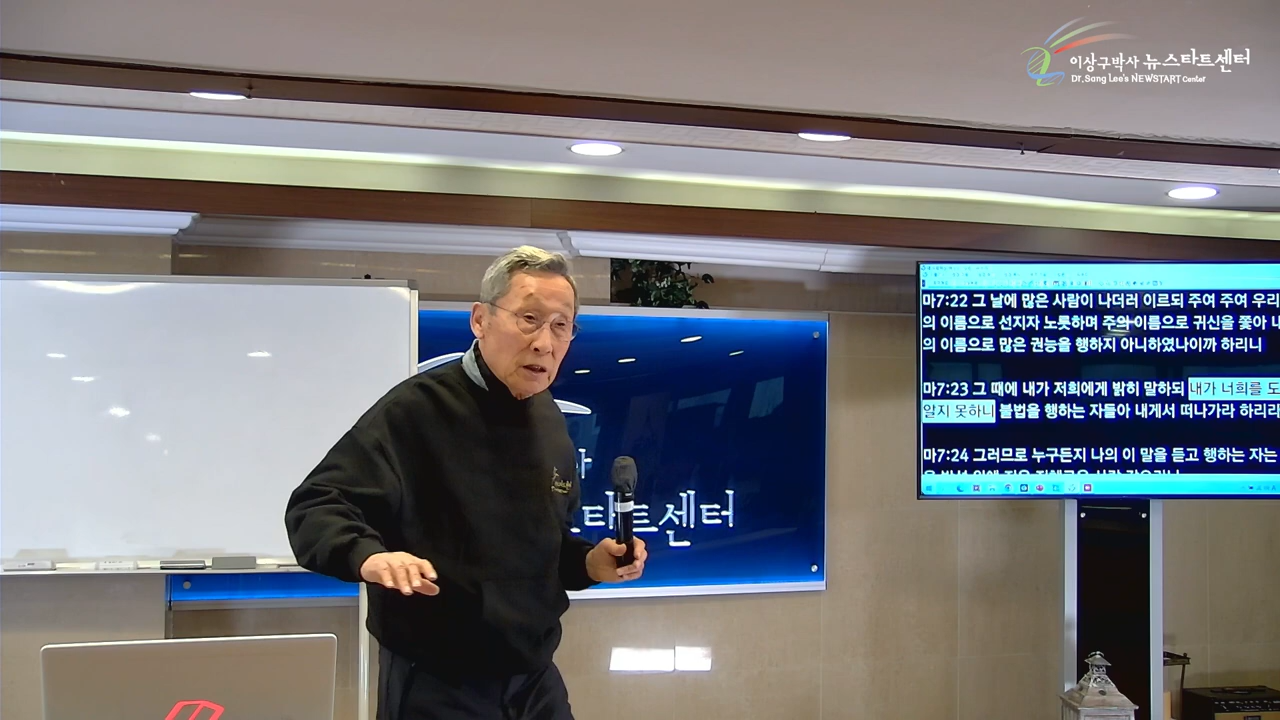 이상구박사 뉴스타트센터
Dr. Sang Lee's NEWSTART Center
마7:22 그 날에 많은 사람이 나더러 이르되 주여 주여 우리
의 이름으로 선지자 노릇하며 주의 이름으로 귀신을 쫓아 내
의 이름으로 많은 권능을 행하지 아니하였나이까 하리니
마7:23 그 때에 내가 저희에게 밝히 말하되 내가 너희를 도
알지 못하니 불법을 행하는 자들아 내게서 떠나가라 하리라
마7:24 그러므로 누구든지 나의 이 말을 듣고 행하는 자는
타트센터